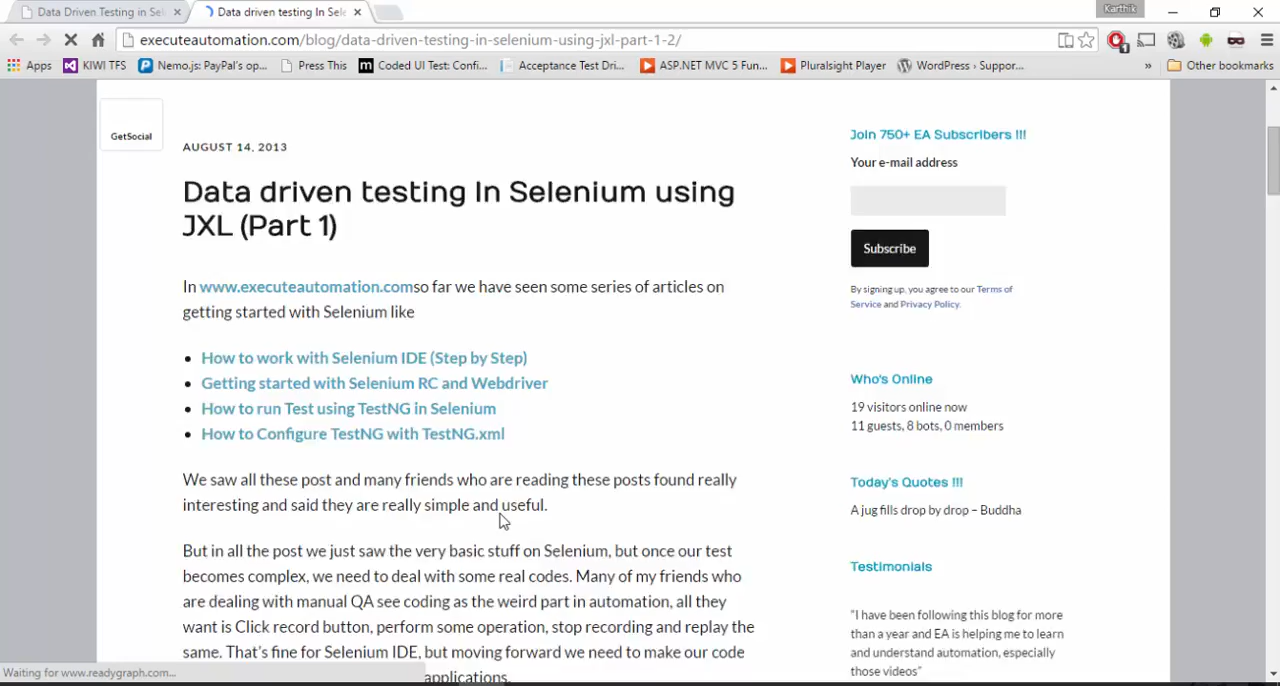 Data Driven Testing in Sel
Data driven testing In Sele
Karthik
executeautomation.com/blog/data-driven-testing-in-selenium-using-jxl-part-1-2/
1
Apps
KIWI TFS
Nemo.js: PayPal's op...
Press This
Coded UI Test: Confi...
Acceptance Test Dri...
ASP.NET MVC 5 Fun...
Pluralsight Player
WordPress › Suppor...
»
Other bookmarks
GetSocial
AUGUST 14, 2013
Data driven testing In Selenium using
JXL (Part 1)
In www.executeautomation.comso far we have seen some series of articles on
getting started with Selenium like
• How to work with Selenium IDE (Step by Step)
• Getting started with Selenium RC and Webdriver
• How to run Test using TestNG in Selenium
• How to Configure TestNG with TestNG.xml
We saw all these post and many friends who are reading these posts found really
interesting and said they are really simple and useful.
But in all the post we just saw the very basic stuff on Selenium, but once our test
becomes complex, we need to deal with some real codes. Many of my friends who
are dealing with manual QA see coding as the weird part in automation, all they
want is Click record button, perform some operation, stop recording and replay the
same. That's fine for Selenium IDE, but moving forward we need to make our code
applications.
Join 750+ EA Subscribers !!!
Your e-mail address
Subscribe
By signing up, you agree to our Terms of
Service and Privacy Policy.
Who's Online
19 visitors online now
11 guests, 8 bots, 0 members
Today's Quotes !!!
A jug fills drop by drop – Buddha
Testimonials
"I have been following this blog for more
than a year and EA is helping me to learn
and understand automation, especially
those videos"
Waiting for www.readygraph.com...